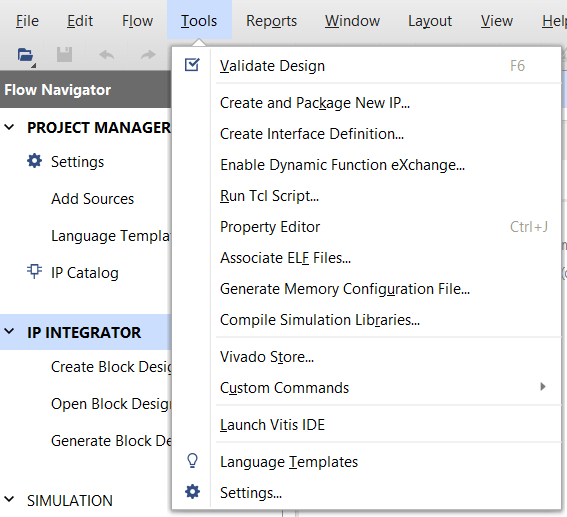 File Edit Flow Tools Reports Window Layout View Help
Flow Navigator
PROJECT MANAGER
Settings
Add Sources
Language Templa
IP Catalog
IP INTEGRATOR
Create Block Desig
Open Block Design
Generate Block De
SIMULATION
Validate Design F6
Create and Package New IP...
Create Interface Definition...
Enable Dynamic Function eXchange...
Run Tcl Script...
Property Editor Ctrl+J
Associate ELF Files...
Generate Memory Configuration File...
Compile Simulation Libraries...
Vivado Store...
Custom Commands
Launch Vitis IDE
Language Templates
Settings...